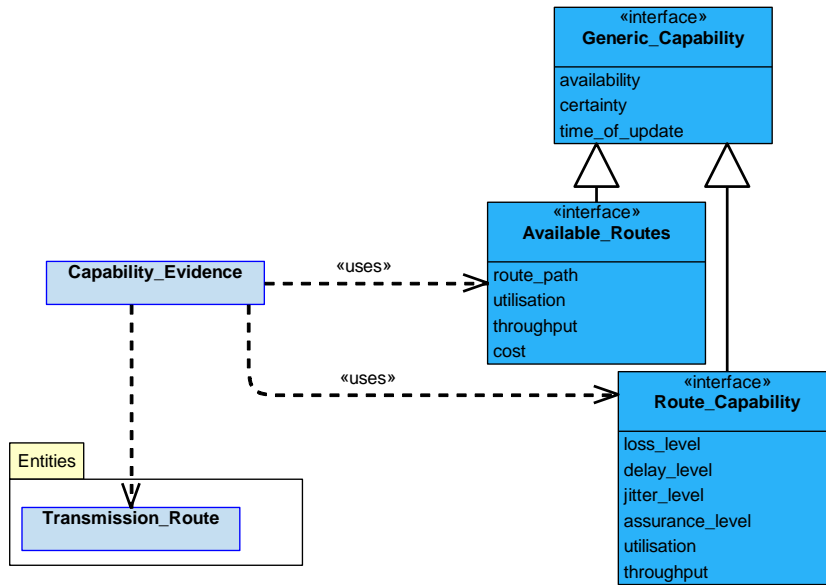 «interface»
Generic_Capability
availability
certainty
time_of_update
«interface»
Available_Routes
route_path
utilisation
throughput
cost
Capability_Evidence
«uses»
«uses»
«interface»
Route_Capability
loss_level
delay_level
jitter_level
assurance_level
utilisation
throughput
Entities
Transmission_Route